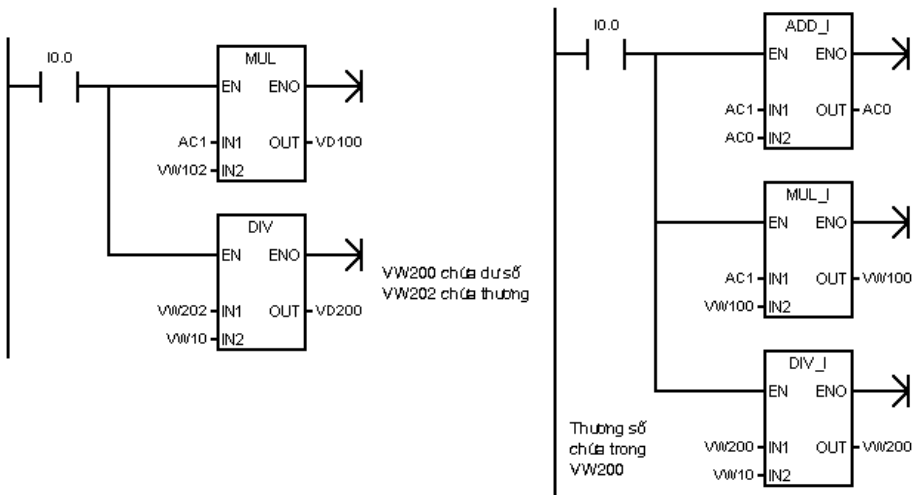 I0.0
MUL
EN ENO
AC1 IN1 OUT VD100
VW102 IN2
DIV
EN ENO
VW202 IN1 OUT VD200
VW10 IN2
VW200 chứa dư số
VW202 chứa thương
I0.0
ADD_I
EN ENO
AC1 IN1 OUT AC0
AC0 IN2
MUL_I
EN ENO
AC1 IN1 OUT VW100
VW100 IN2
DIV_I
EN ENO
VW200 IN1 OUT VW200
VW10 IN2
Thương số
chứa trong
VW200